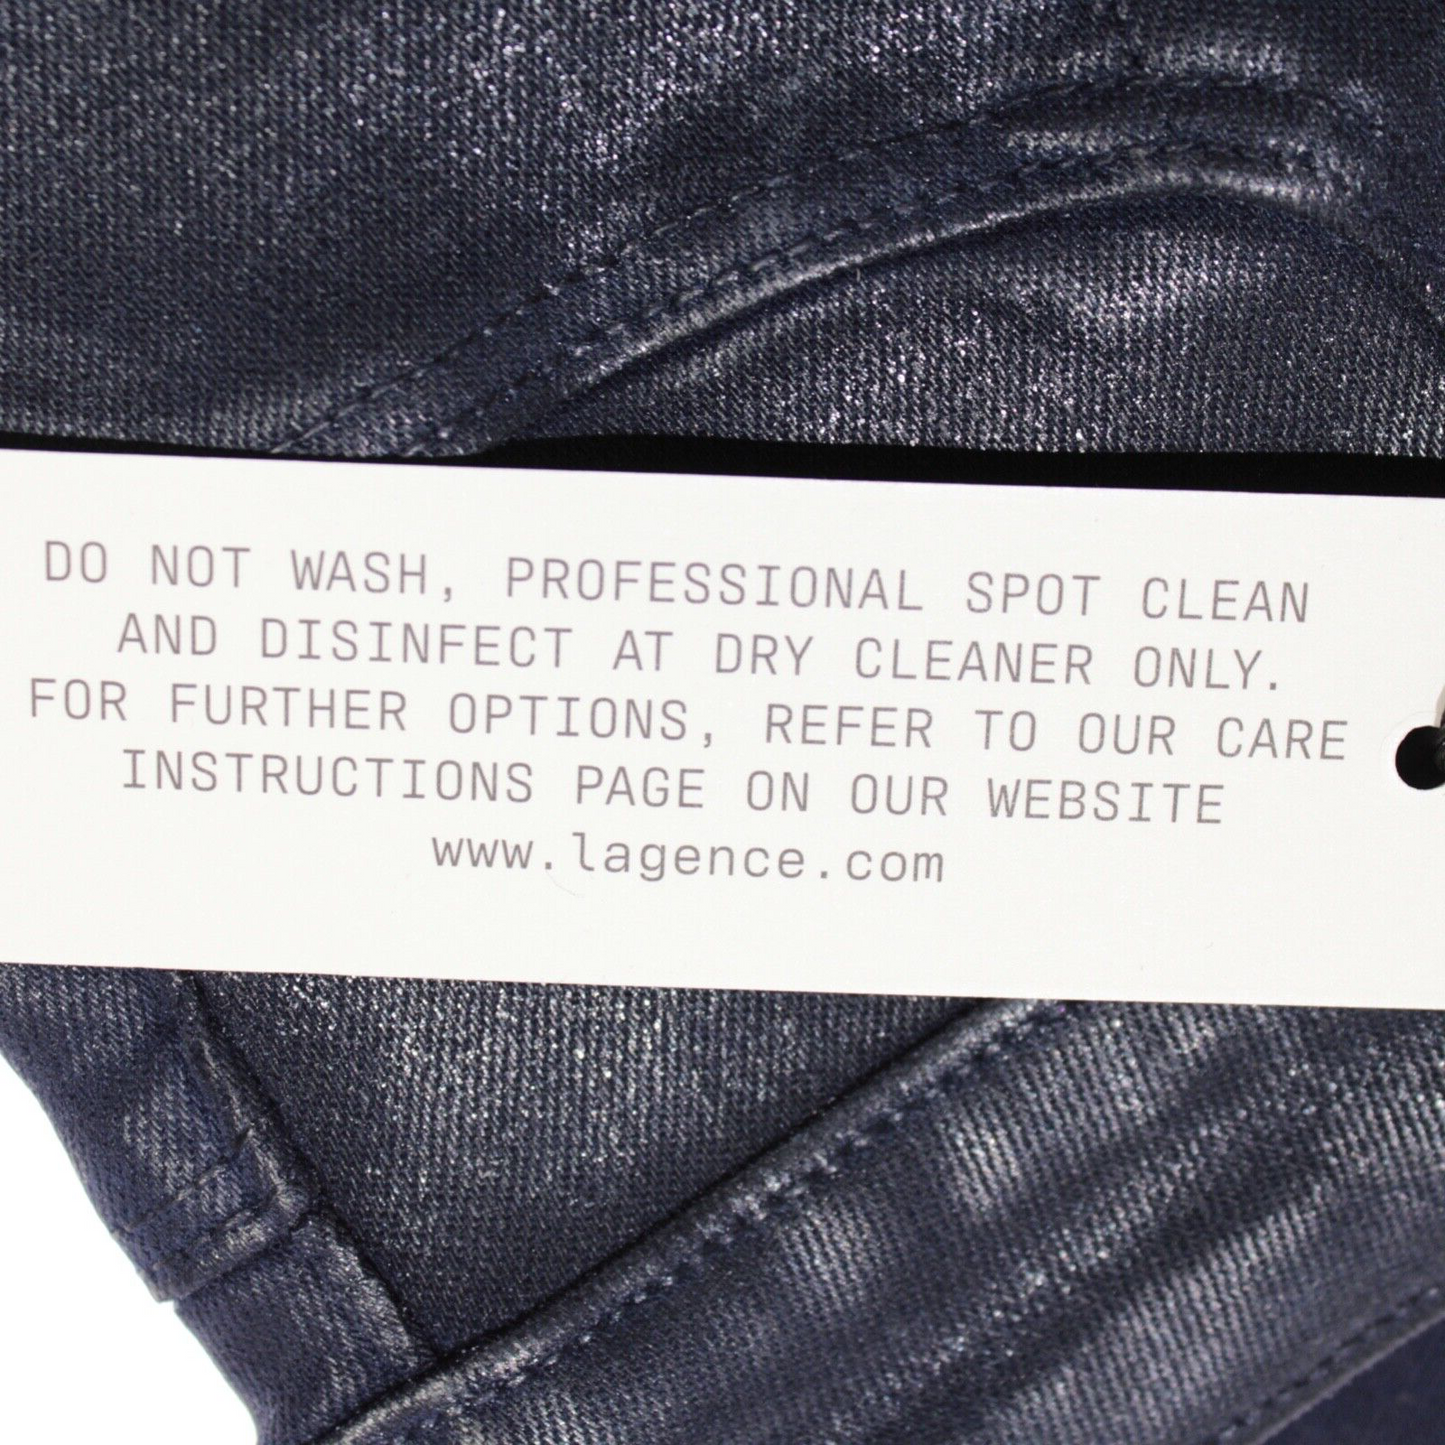 DO NOT WASH, PROFESSIONAL SPOT CLEAN
AND DISINFECT AT DRY CLEANER ONLY.
FOR FURTHER OPTIONS, REFER TO OUR CARE
INSTRUCTIONS PAGE ON OUR WEBSITE
www.lagence.com